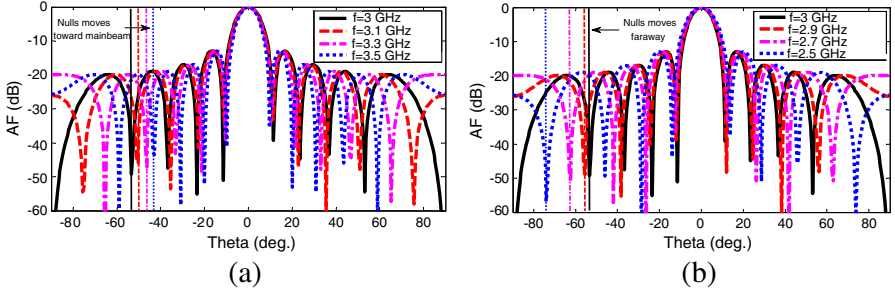 Nulls moves
toward mainbeam
f=3 GHz
f=3.1 GHz
f=3.3 GHz
f=3.5 GHz
AF (dB)
0
-10
-20
-30
-40
-50
-60
-80 -60 -40 -20 0 20 40 60 80
Theta (deg.)
(a)
Nulls moves
faraway
f=3 GHz
f=2.9 GHz
f=2.7 GHz
f=2.5 GHz
AF (dB)
0
-10
-20
-30
-40
-50
-60
-80 -60 -40 -20 0 20 40 60 80
Theta (deg.)
(b)